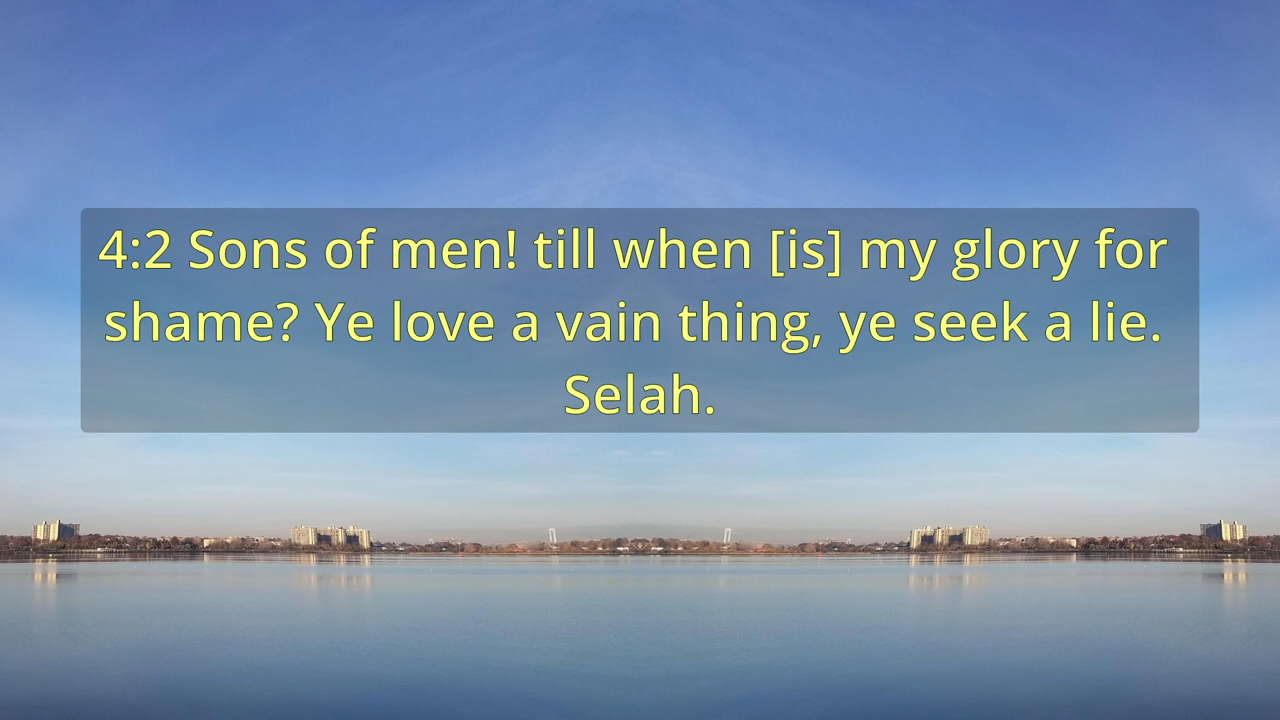 4:2 Sons of men! till when [is] my glory for
shame? Ye love a vain thing, ye seek a lie.
Selah.